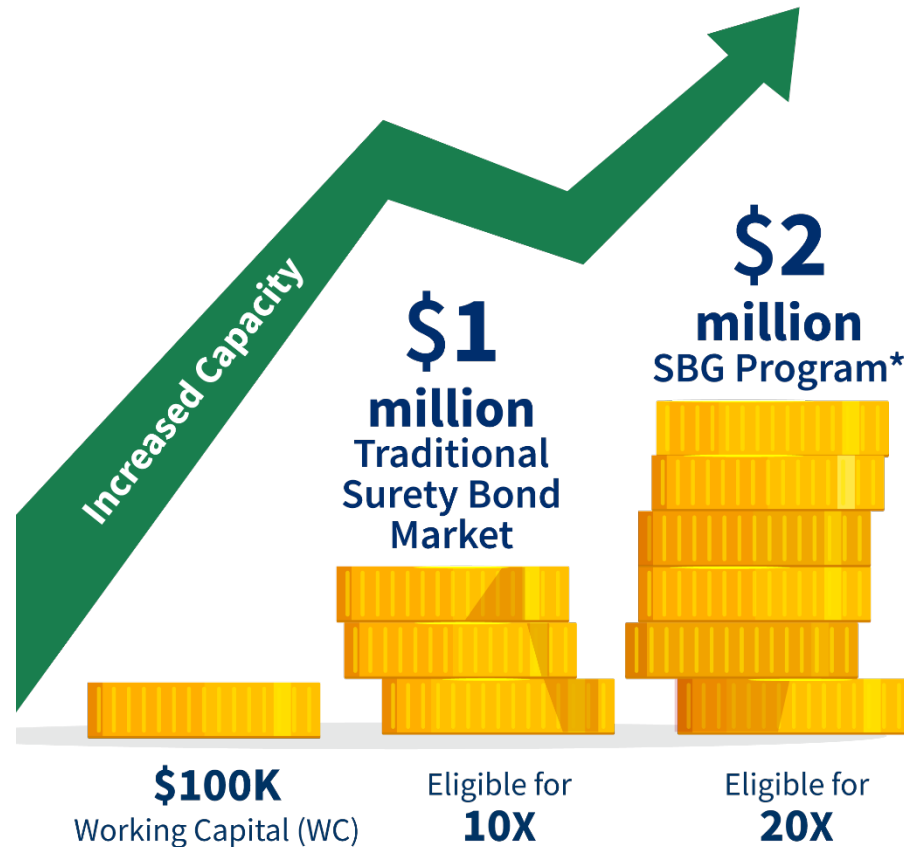 Increased Capacity
$1
million
Traditional
Surety Bond
Market
$2
million
SBG Program*
$100K
Working Capital (WC)
Eligible for
10X
Eligible for
20X